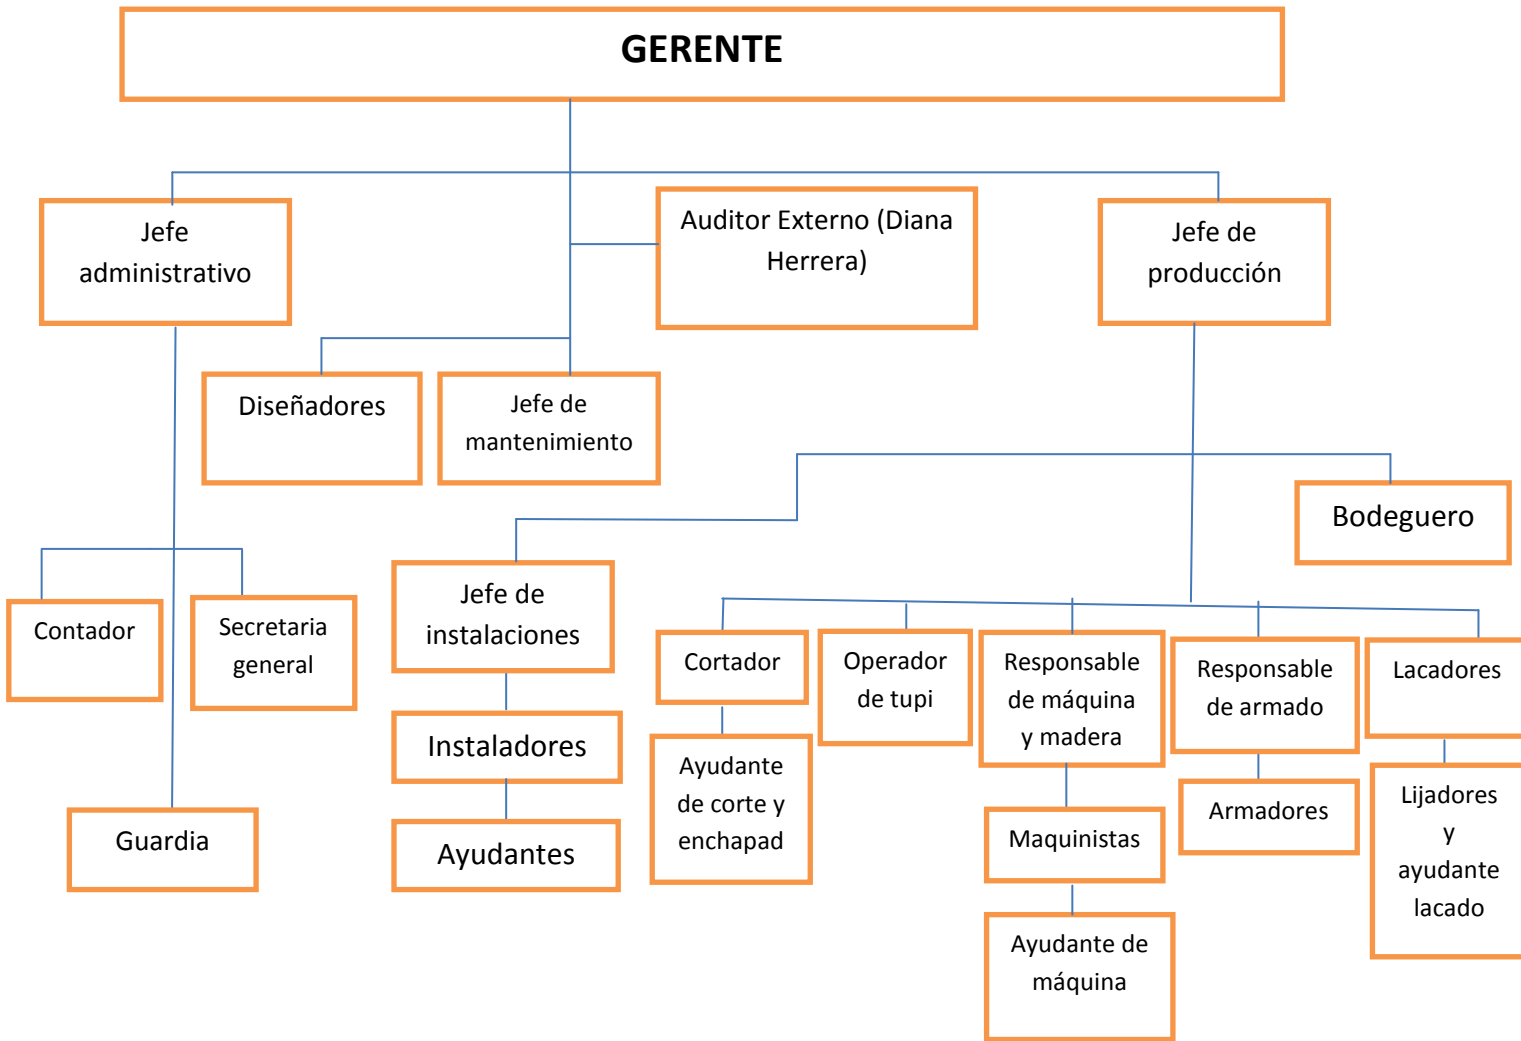 GERENTE
Jefe
administrativo
Auditor Externo (Diana
Herrera)
Jefe de
producción
Diseñadores
Jefe de
mantenimiento
Bodeguero
Contador
Secretaria
general
Jefe de
instalaciones
Cortador
Operador
de tupi
Responsable
de máquina
y madera
Responsable
de armado
Lacadores
Instaladores
Ayudante
de corte y
enchapad
Guardia
Ayudantes
Maquinistas
Armadores
Lijadores
y
ayudante
lacado
Ayudante de
máquina